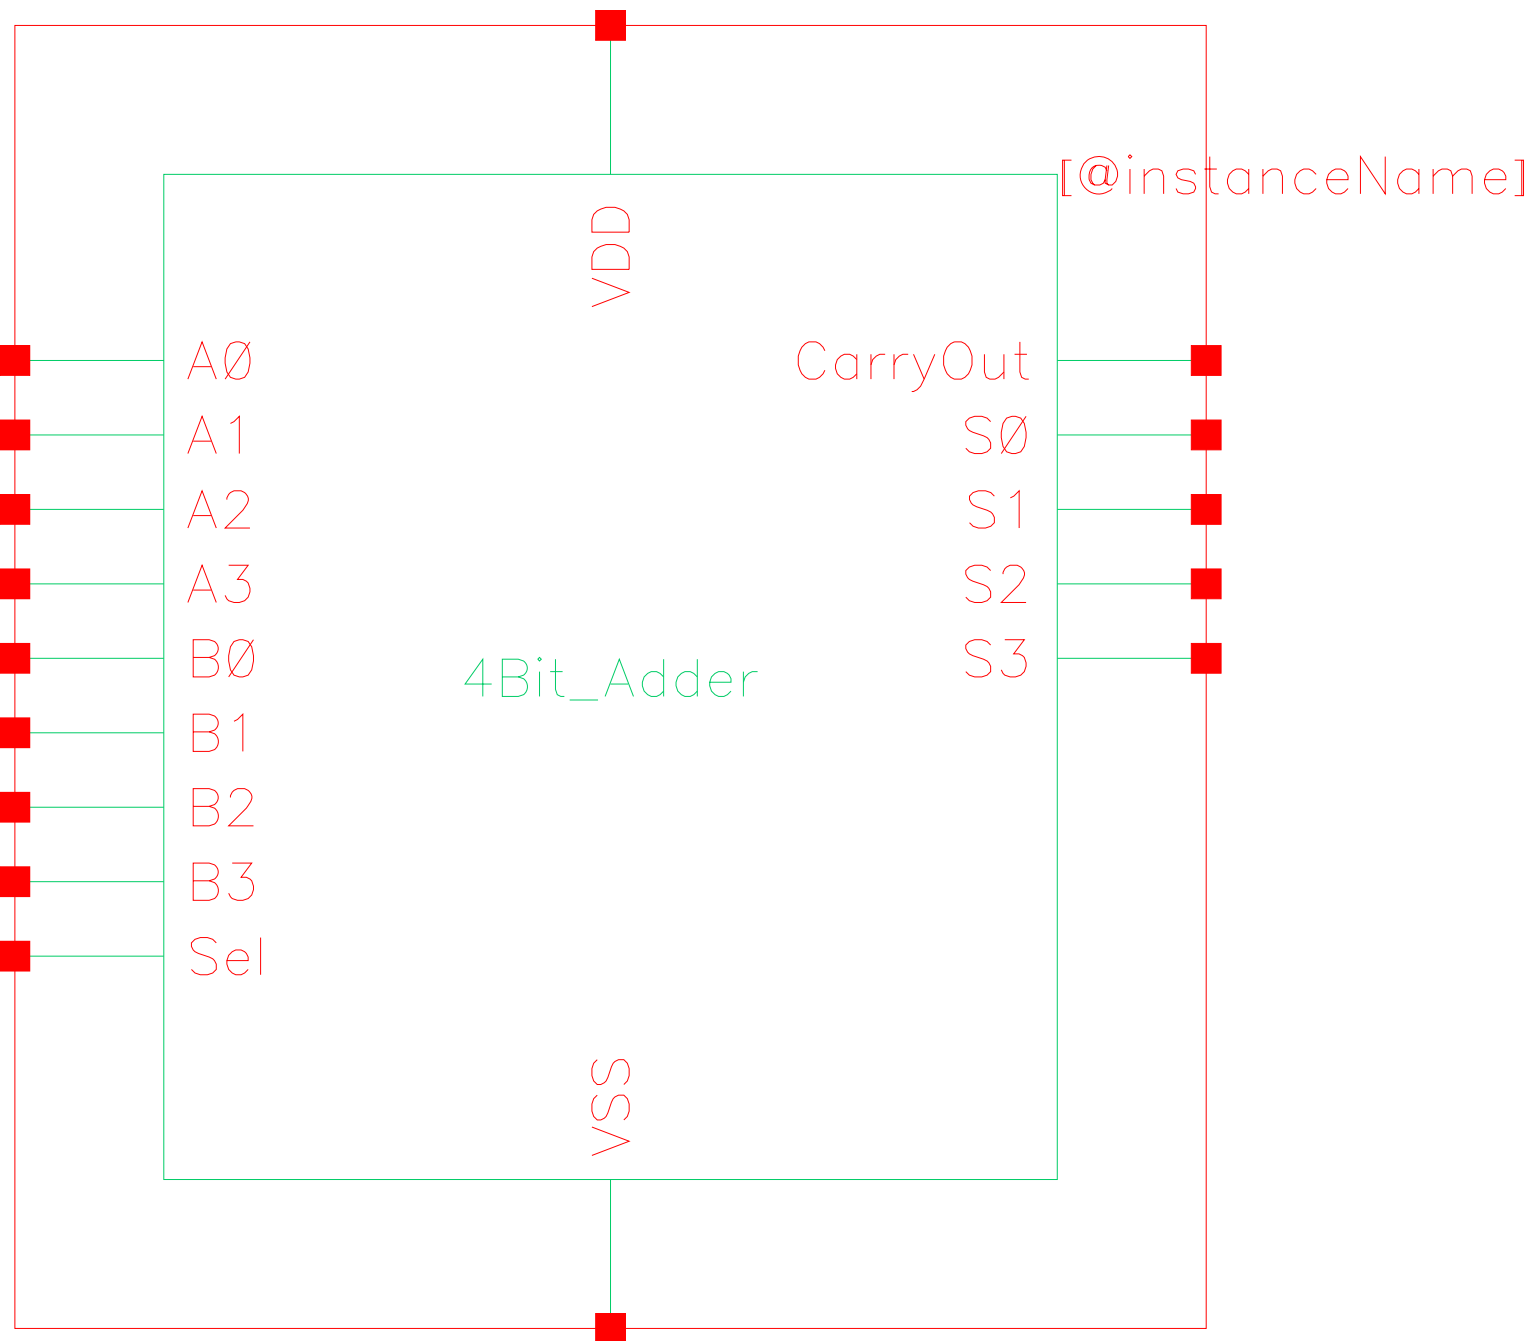 [@instanceName]
VDD
A0
CarryOut
A1
S0
A2
S1
A3
S2
B0
S3
4Bit_Adder
B1
B2
B3
Sel
VSS